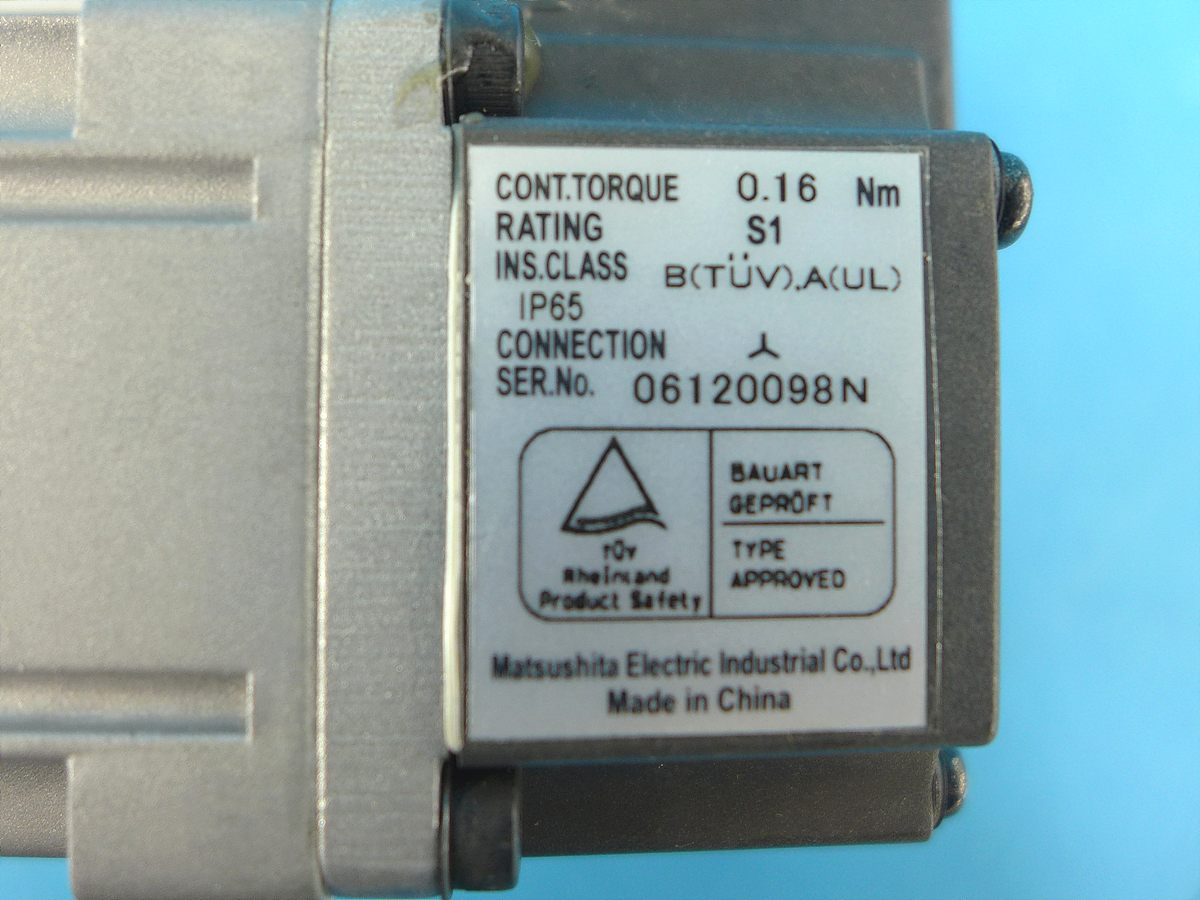 CONT.TORQUE 0.16 Nm
RATING S1
INS.CLASS B(TÜV),A(UL)
IP65
CONNECTION
SER.No. 06120098N
TÜV
Rheinland
Product Safety
BAUART
GEPRÜFT
TYPE
APPROVED
Matsushita Electric Industrial Co.,Ltd
Made in China